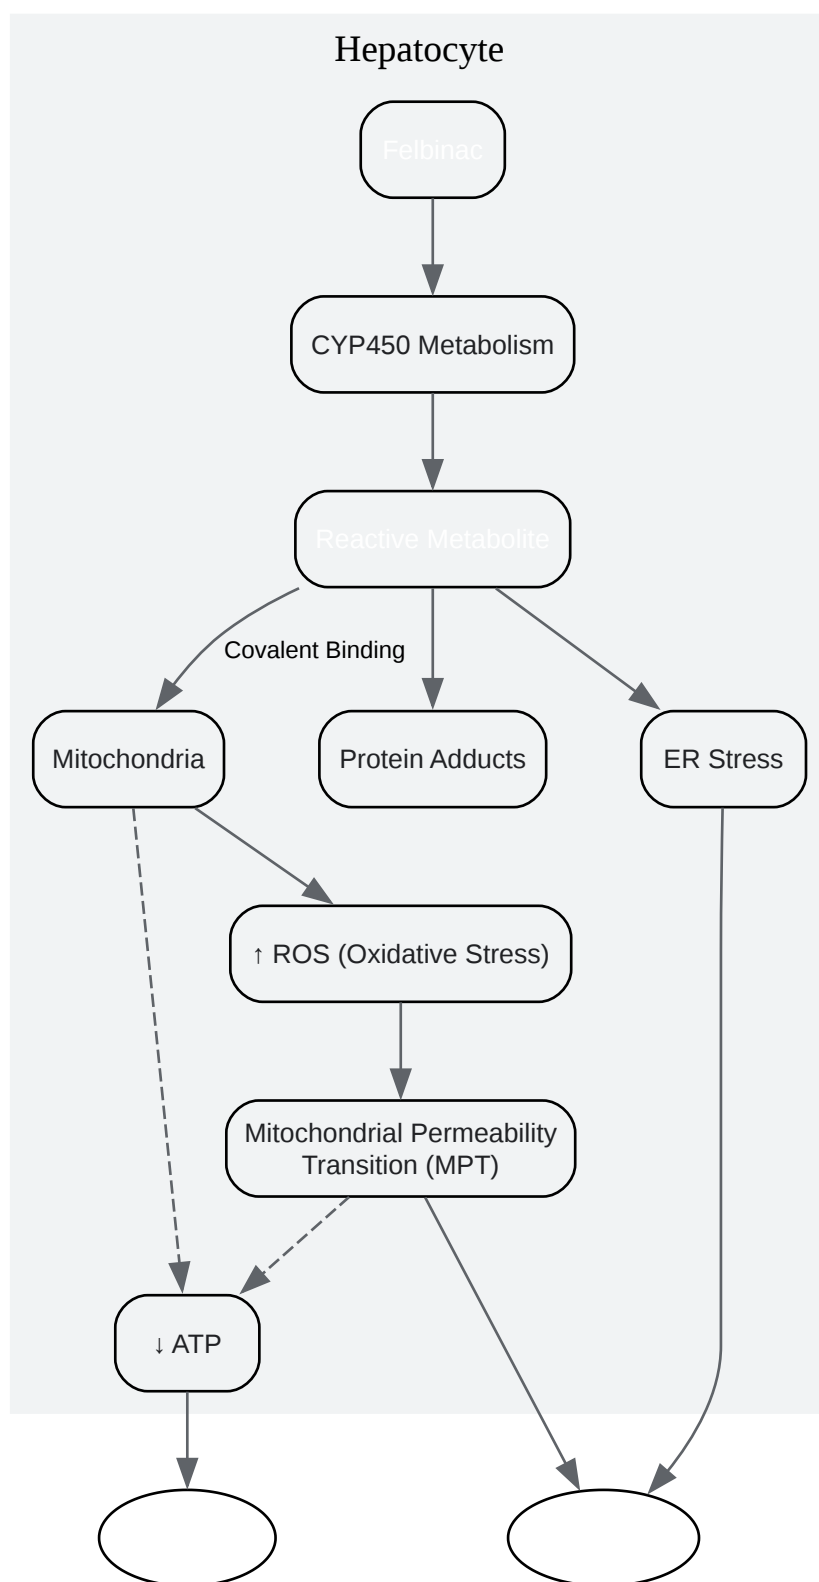 Hepatocyte
Felbinac
CYP450 Metabolism
Reactive Metabolite
Covalent Binding
Mitochondria
Protein Adducts
ER Stress
↑ ROS (Oxidative Stress)
Mitochondrial Permeability
Transition (MPT)
↓ ATP